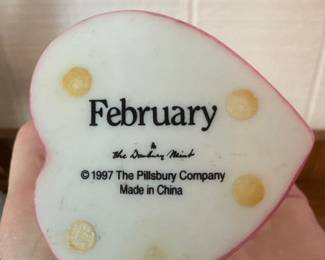 February
The Danbury Mint
© 1997 The Pillsbury Company
Made in China